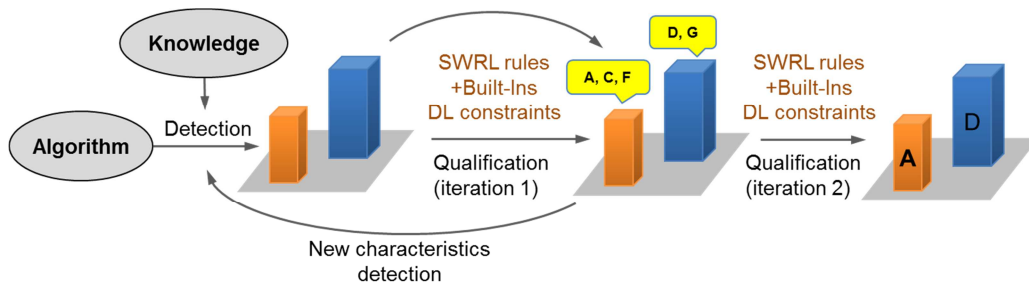 Knowledge
Algorithm
Detection
SWRL rules
+Built-Ins
DL constraints
Qualification
(iteration 1)
A, C, F
D, G
SWRL rules
+Built-Ins
DL constraints
Qualification
(iteration 2)
A
D
New characteristics
detection